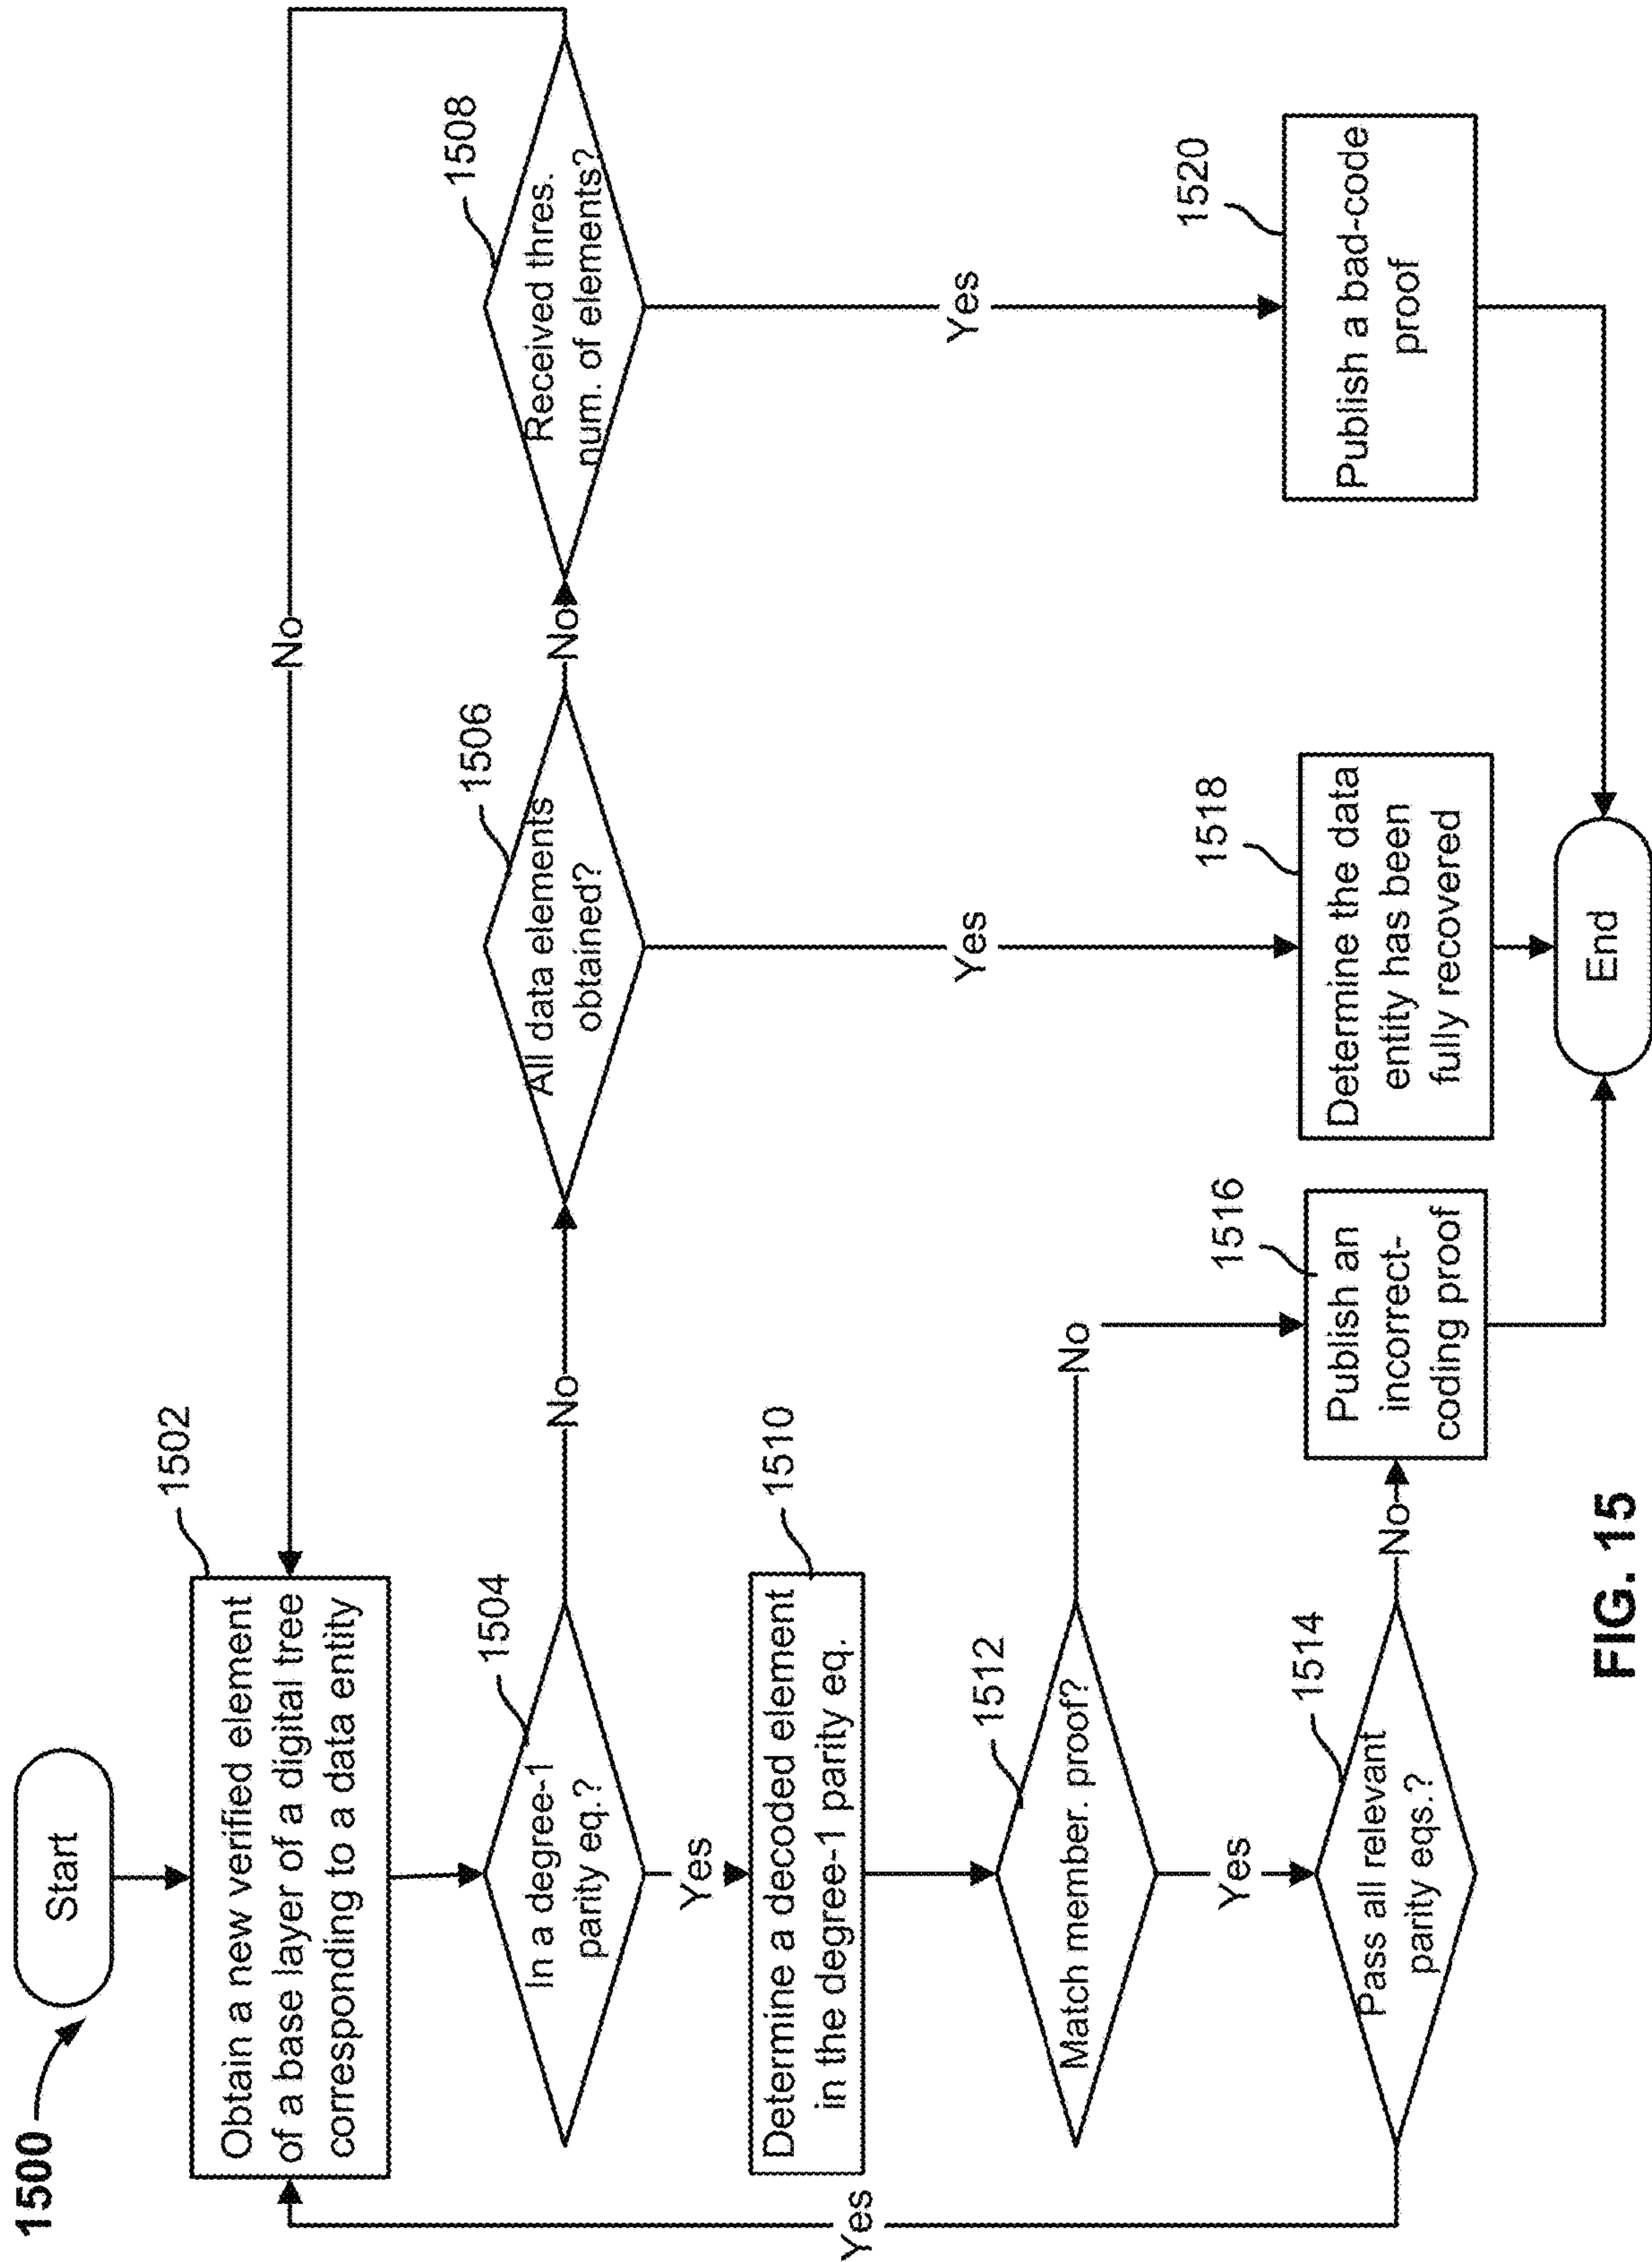 1500
Start
1502
Obtain a new verified element
of a base layer of a digital tree
corresponding to a data entity
No
1504
In a degree-1
parity eq.?
No
1506
All data elements
obtained?
No
1508
Received thres.
num. of elements?
Yes
1510
Determine a decoded element
in the degree-1 parity eq.
Yes
Yes
1512
Match member. proof?
No
Yes
1514
Pass all relevant
parity eqs.?
Yes
No
1516
Publish an
incorrect-
coding proof
1518
Determine the data
entity has been
fully recovered
1520
Publish a bad-code
proof
End
FIG. 15